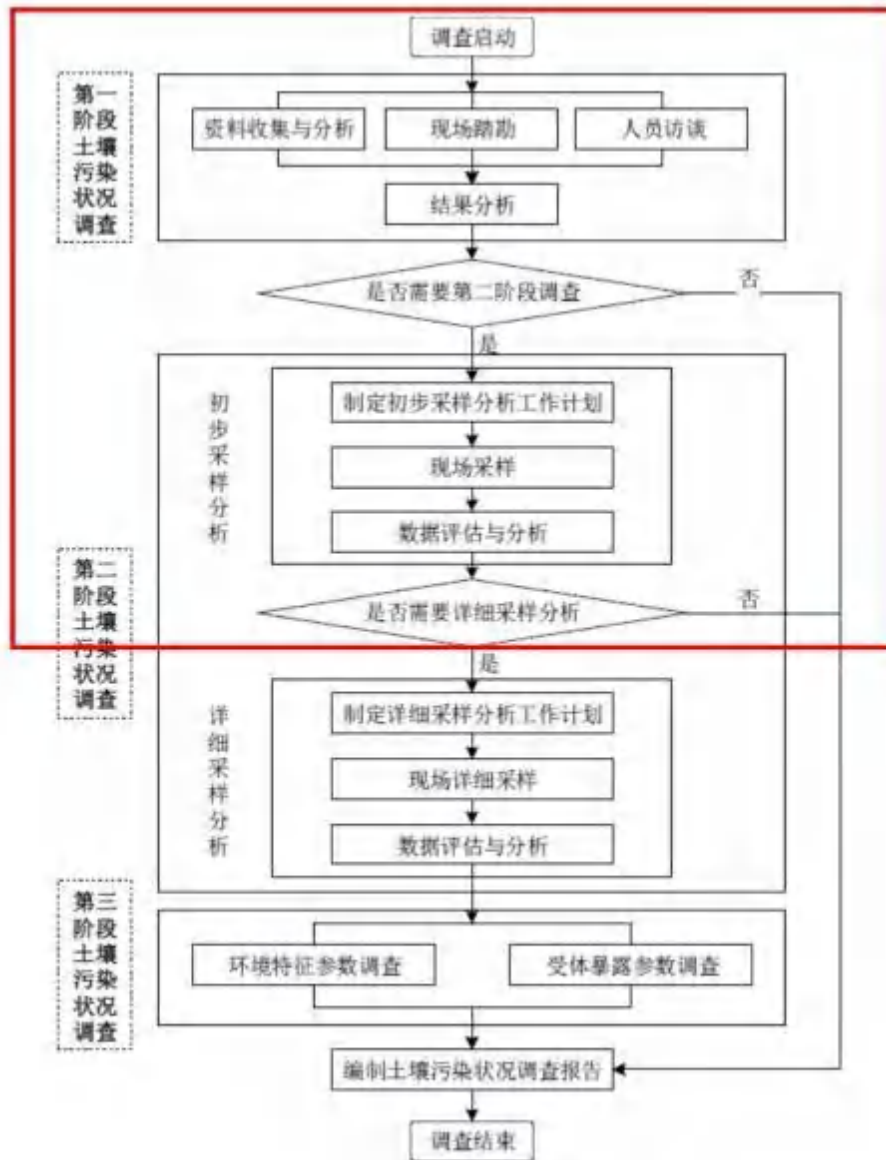 调查启动
第一阶段土壤污染状况调查
资料收集与分析
现场踏勘
人员访谈
结果分析
是否需要第二阶段调查
否
是
初步采样分析
制定初步采样分析工作计划
现场采样
数据评估与分析
第二阶段土壤污染状况调查
是否需要详细采样分析
否
是
详细采样分析
制定详细采样分析工作计划
现场详细采样
数据评估与分析
第三阶段土壤污染状况调查
环境特征参数调查
受体暴露参数调查
编制土壤污染状况调查报告
调查结束